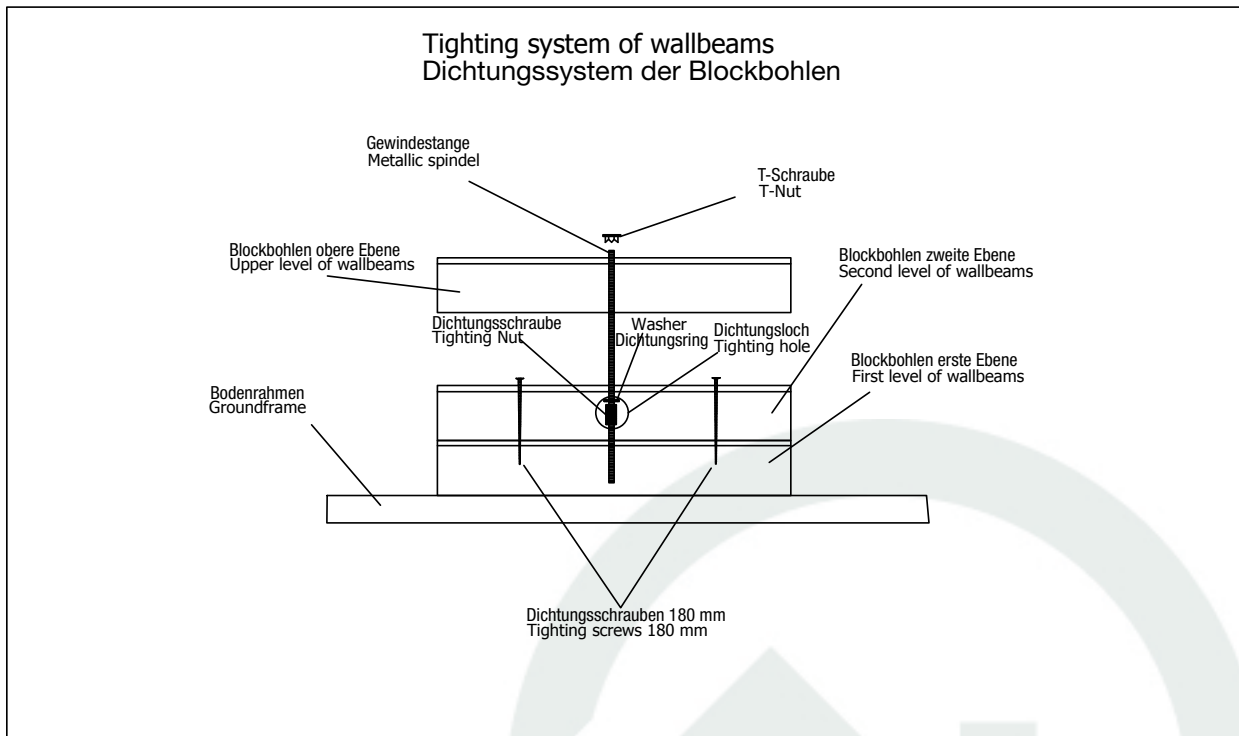 Tighting system of wallbeams
Dichtungssystem der Blockbohlen
Gewindestange
Metallic spindel
T-Schraube
T-Nut
Blockbohlen obere Ebene
Upper level of wallbeams
Blockbohlen zweite Ebene
Second level of wallbeams
Dichtungsschraube
Tighting Nut
Washer
Dichtungsring
Dichtungsloch
Tighting hole
Blockbohlen erste Ebene
First level of wallbeams
Bodenrahmen
Groundframe
Dichtungsschrauben 180 mm
Tighting screws 180 mm